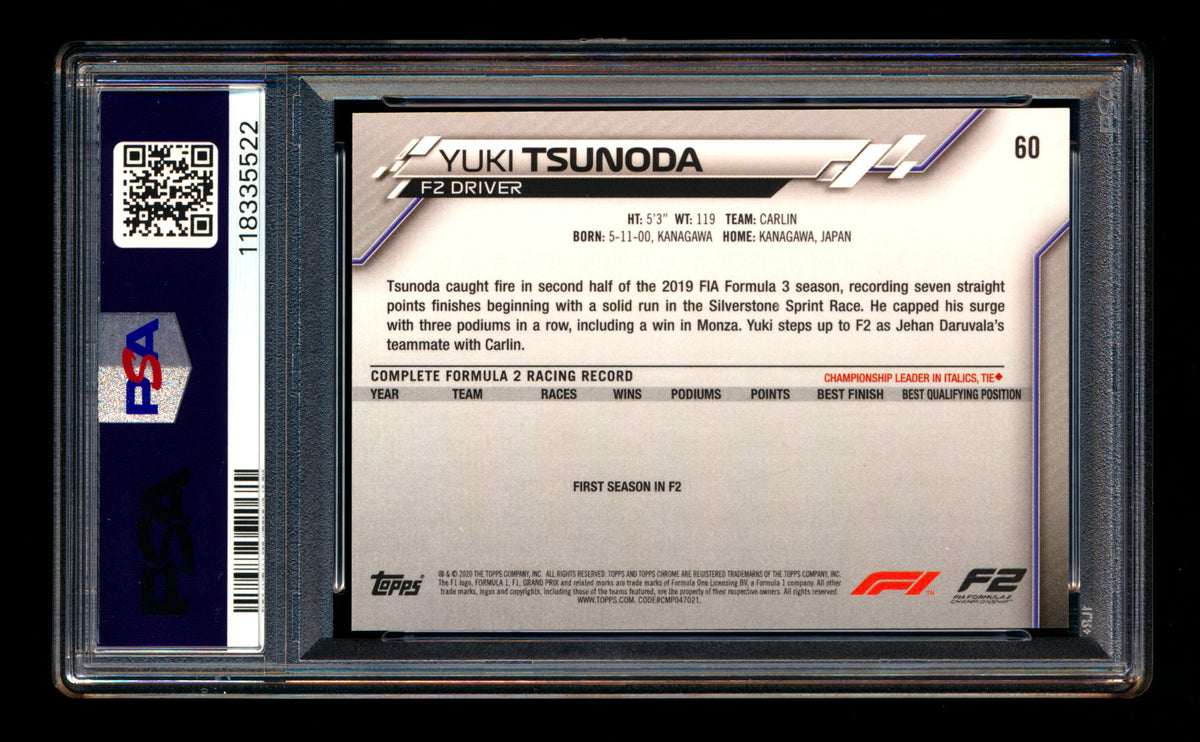 118335522
PSA
PSA
YUKI TSUNODA
60
F2 DRIVER
HT: 5'3" WT: 119 TEAM: CARLIN
BORN: 5-11-00, KANAGAWA HOME: KANAGAWA, JAPAN
Tsunoda caught fire in second half of the 2019 FIA Formula 3 season, recording seven straight
points finishes beginning with a solid run in the Silverstone Sprint Race. He capped his surge
with three podiums in a row, including a win in Monza. Yuki steps up to F2 as Jehan Daruvala's
teammate with Carlin.
COMPLETE FORMULA 2 RACING RECORD
CHAMPIONSHIP LEADER IN ITALICS, TIE◆
YEAR TEAM RACES WINS PODIUMS POINTS BEST FINISH BEST QUALIFYING POSITION
FIRST SEASON IN F2
Topps
® & © 2020 THE TOPPS COMPANY, INC. ALL RIGHTS RESERVED. TOPPS AND TOPPS CHROME ARE REGISTERED TRADEMARKS OF THE TOPPS COMPANY, INC.
The F1 logo, FORMULA 1, F1, GRAND PRIX and related marks are trade marks of Formula One Licensing BV, a Formula 1 company. All other
trade marks, logos and copyrights, including those of the teams featured, are the property of their respective owners. All rights reserved.
WWW.TOPPS.COM. CODE#CMP047021.
F1 TM
F2
FIA FORMULA 2
CHAMPIONSHIP